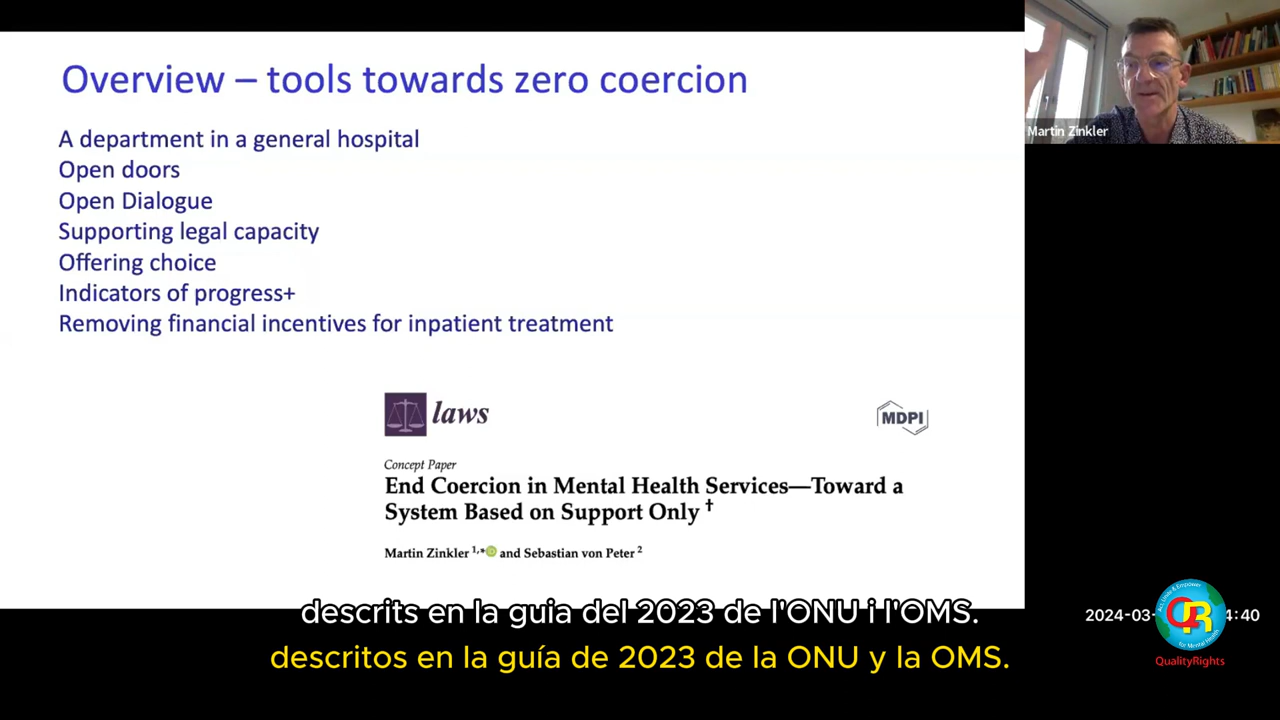 Overview – tools towards zero coercion
A department in a general hospital
Open doors
Open Dialogue
Supporting legal capacity
Offering choice
Indicators of progress+
Removing financial incentives for inpatient treatment
laws
MDPI
Concept Paper
End Coercion in Mental Health Services—Toward a
System Based on Support Only †
Martin Zinkler 1,* and Sebastian von Peter 2
Martin Zinkler
descrits en la guia del 2023 de l'ONU i l'OMS.
descritos en la guía de 2023 de la ONU y la OMS.
2024-03- :40
QR
for Mental Health
QualityRights